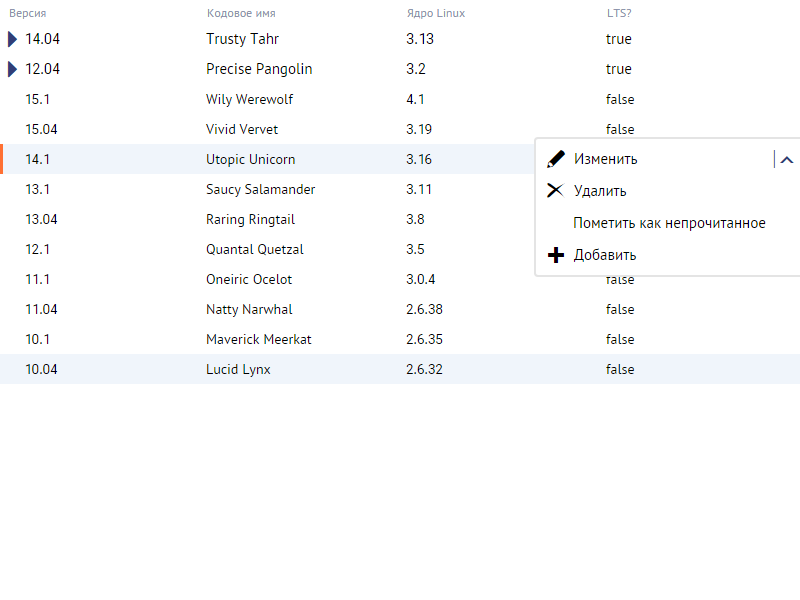 Версия Кодовое имя Ядро Linux LTS?
14.04 Trusty Tahr 3.13 true
12.04 Precise Pangolin 3.2 true
15.1 Wily Werewolf 4.1 false
15.04 Vivid Vervet 3.19 false
14.1 Utopic Unicorn 3.16 Изменить
13.1 Saucy Salamander 3.11 Удалить
13.04 Raring Ringtail 3.8 Пометить как непрочитанное
12.1 Quantal Quetzal 3.5 Добавить
11.1 Oneiric Ocelot 3.0.4 false
11.04 Natty Narwhal 2.6.38 false
10.1 Maverick Meerkat 2.6.35 false
10.04 Lucid Lynx 2.6.32 false